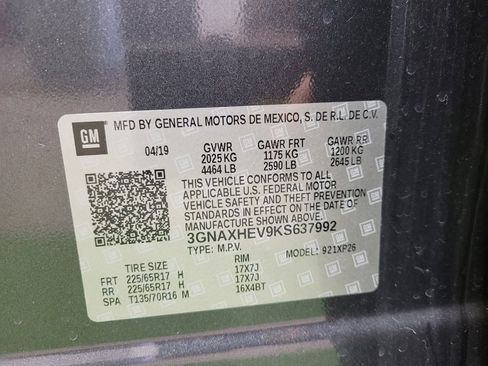 GM MFD BY GENERAL MOTORS DE MEXICO, S. DE R.L. DE C.V.
04/19 GVWR GAWR FRT GAWR RR
2025 KG 1175 KG 1200 KG
4464 LB 2590 LB 2645 LB
THIS VEHICLE CONFORMS TO ALL
APPLICABLE U.S. FEDERAL MOTOR
VEHICLE SAFETY AND THEFT PREVENTION
STANDARDS IN EFFECT ON THE DATE OF
MANUFACTURE SHOWN ABOVE.
3GNAXHEV9KS637992
TYPE: M.P.V. MODEL: 921XP26
TIRE SIZE RIM
FRT 225/65R17 H 17X7J
RR 225/65R17 H 17X7J
SPA T135/70R16 M 16X4BT